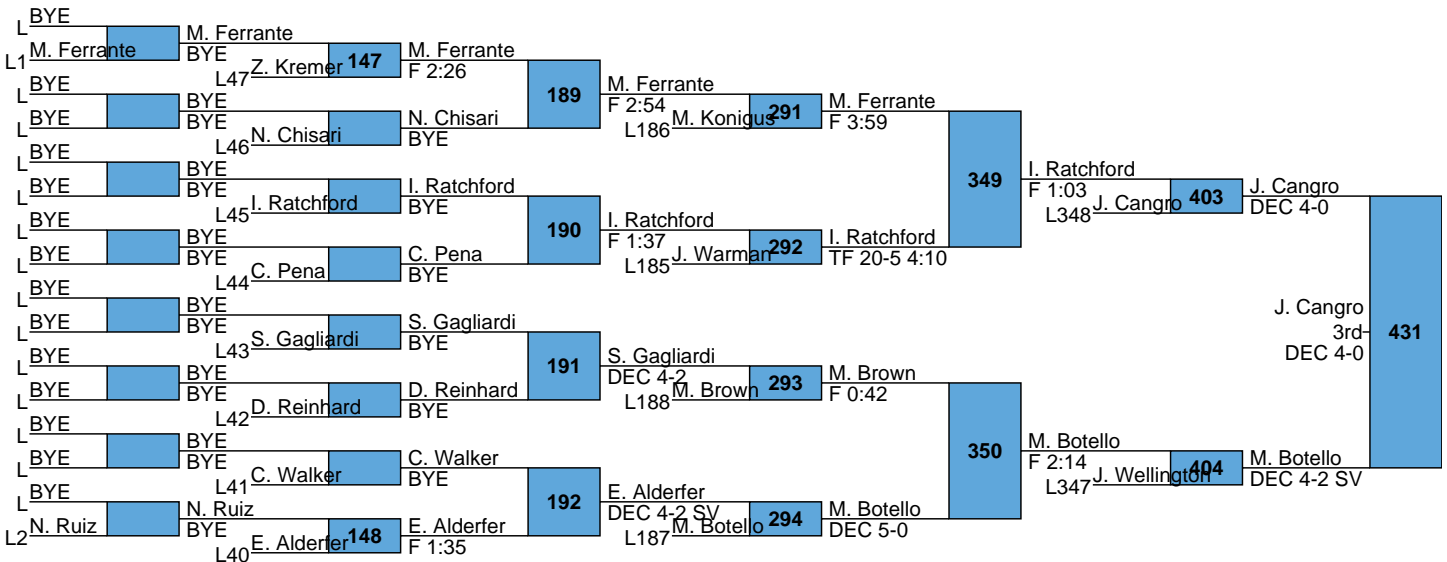 BYE
L
M. Ferrante
L1
BYE
L
BYE
L
BYE
L
BYE
L
BYE
L
BYE
L
BYE
L
BYE
L
BYE
L
BYE
L
BYE
L
BYE
L
BYE
L
N. Ruiz
L2
M. Ferrante
BYE
L47
Z. Kremer
BYE
BYE
L46
N. Chisari
BYE
BYE
L45
I. Ratchford
BYE
BYE
L44
C. Pena
BYE
BYE
L43
S. Gagliardi
BYE
BYE
L42
D. Reinhard
BYE
BYE
L41
C. Walker
N. Ruiz
BYE
L40
E. Alderfer
147
148
M. Ferrante
F 2:26
N. Chisari
BYE
I. Ratchford
BYE
C. Pena
BYE
S. Gagliardi
BYE
D. Reinhard
BYE
C. Walker
BYE
E. Alderfer
F 1:35
189
190
191
192
M. Ferrante
F 2:54
L186
M. Konigus
I. Ratchford
F 1:37
L185
J. Warman
S. Gagliardi
DEC 4-2
L188
M. Brown
E. Alderfer
DEC 4-2 SV
L187
M. Botello
291
292
293
294
M. Ferrante
F 3:59
I. Ratchford
TF 20-5 4:10
M. Brown
F 0:42
M. Botello
DEC 5-0
349
350
I. Ratchford
F 1:03
L348
J. Cangro
M. Botello
F 2:14
L347
J. Wellington
403
404
J. Cangro
DEC 4-0
M. Botello
DEC 4-2 SV
J. Cangro
3rd
DEC 4-0
431